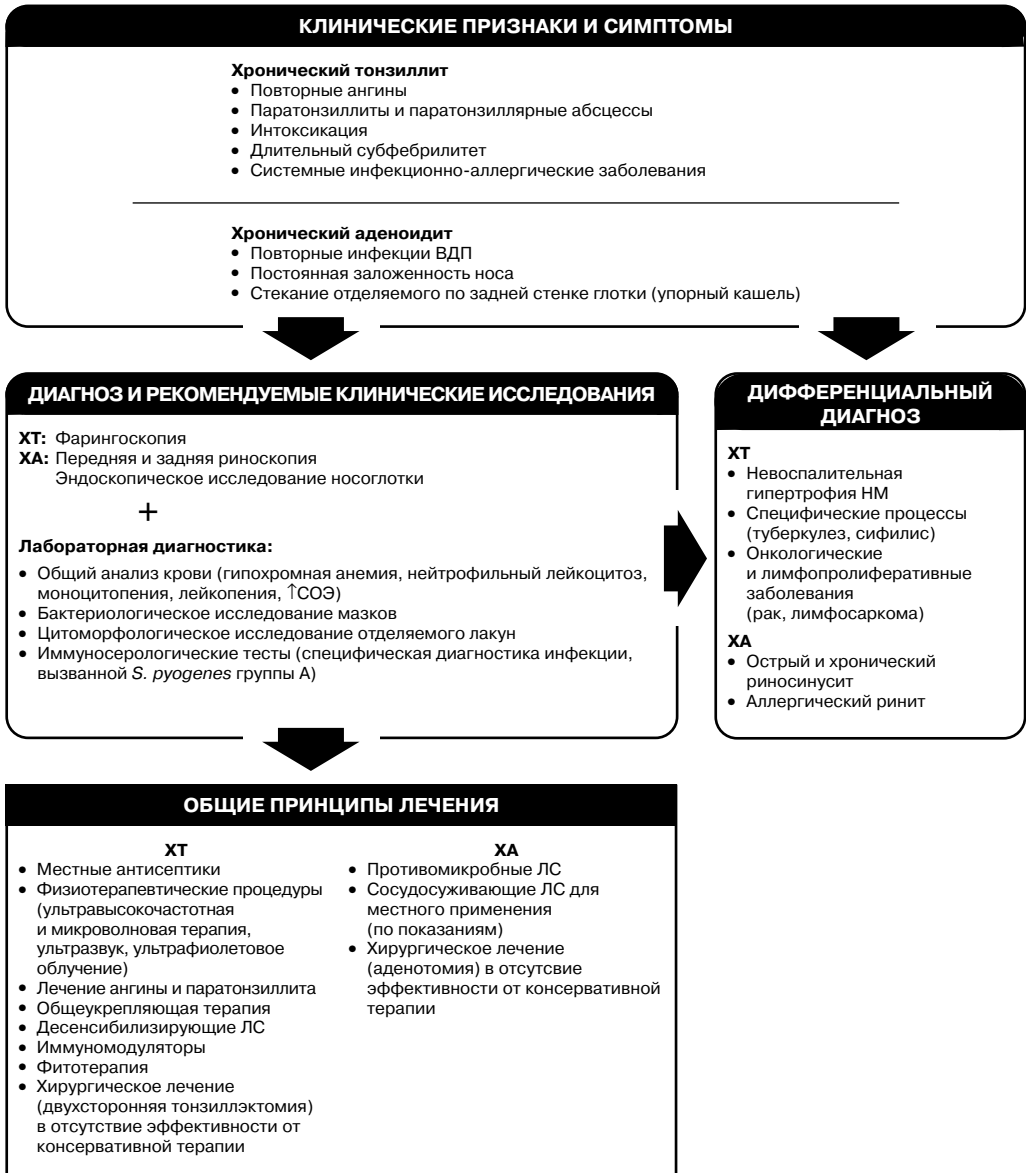 КЛИНИЧЕСКИЕ ПРИЗНАКИ И СИМПТОМЫ
Хронический тонзиллит
• Повторные ангины
• Паратонзиллиты и паратонзиллярные абсцессы
• Интоксикация
• Длительный субфебрилитет
• Системные инфекционно-аллергические заболевания
Хронический аденоидит
• Повторные инфекции ВДП
• Постоянная заложенность носа
• Стекание отделяемого по задней стенке глотки (упорный кашель)
ДИАГНОЗ И РЕКОМЕНДУЕМЫЕ КЛИНИЧЕСКИЕ ИССЛЕДОВАНИЯ
ХТ: Фарингоскопия
ХА: Передняя и задняя риноскопия
Эндоскопическое исследование носоглотки
+
Лабораторная диагностика:
• Общий анализ крови (гипохромная анемия, нейтрофильный лейкоцитоз,
моноцитопения, лейкопения, ↑СОЭ)
• Бактериологическое исследование мазков
• Цитоморфологическое исследование отделяемого лакун
• Иммуносерологические тесты (специфическая диагностика инфекции,
вызванной S. pyogenes группы А)
ДИФФЕРЕНЦИАЛЬНЫЙ
ДИАГНОЗ
ХТ
• Невоспалительная
гипертрофия НМ
• Специфические процессы
(туберкулез, сифилис)
• Онкологические
и лимфопролиферативные
заболевания
(рак, лимфосаркома)
ХА
• Острый и хронический
риносинусит
• Аллергический ринит
ОБЩИЕ ПРИНЦИПЫ ЛЕЧЕНИЯ
ХТ
• Местные антисептики
• Физиотерапевтические процедуры
(ультравысокочастотная
и микроволновая терапия,
ультразвук, ультрафиолетовое
облучение)
• Лечение ангины и паратонзиллита
• Общеукрепляющая терапия
• Десенсибилизирующие ЛС
• Иммуномодуляторы
• Фитотерапия
• Хирургическое лечение
(двухсторонняя тонзиллэктомия)
в отсутствие эффективности от
консервативной терапии
ХА
• Противомикробные ЛС
• Сосудосуживающие ЛС для
местного применения
(по показаниям)
• Хирургическое лечение
(аденотомия) в отсутсвие
эффективности от консервативной
терапии